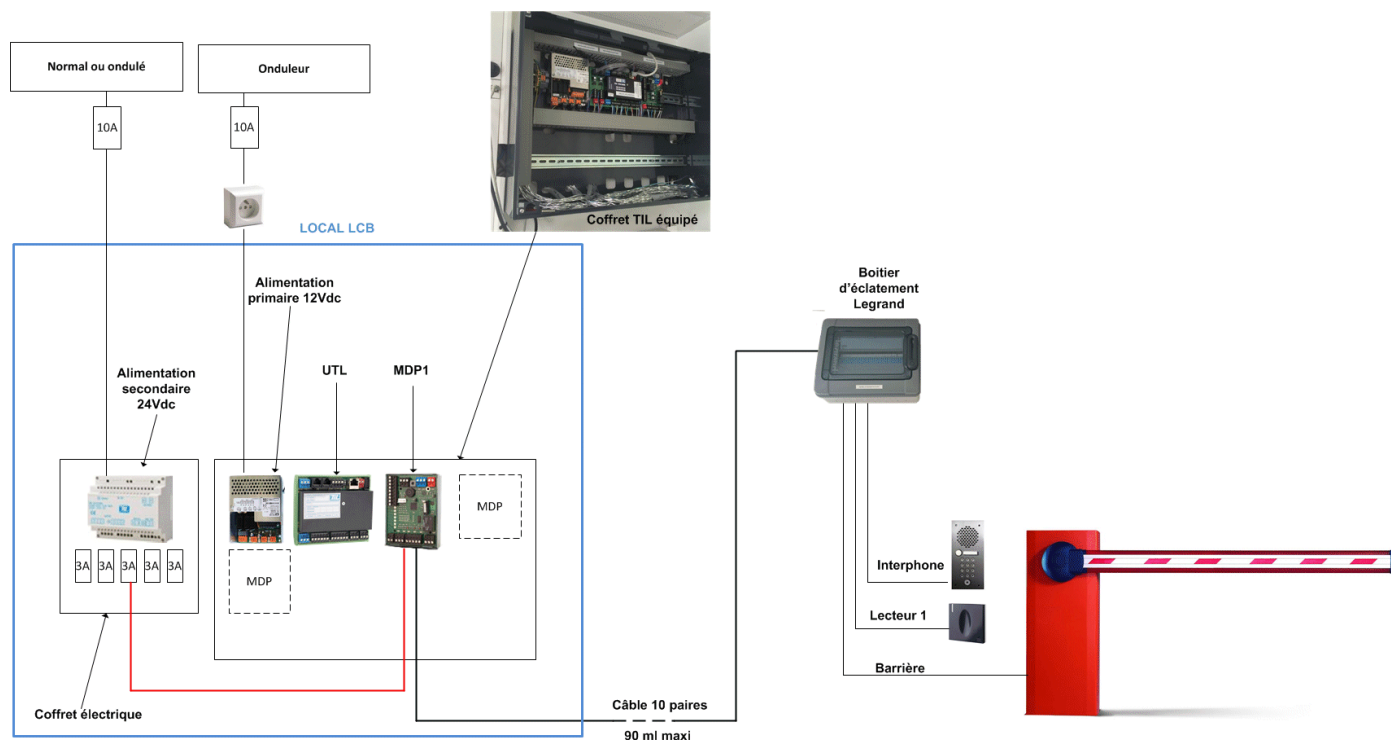 Normal ou ondulé
Onduleur
10A
10A
Coffret TIL équipé
LOCAL LCB
Alimentation
primaire 12Vdc
Boitier
d'éclatement
Legrand
Alimentation
secondaire
24Vdc
UTL
MDP1
MDP
3A
3A
3A
3A
3A
MDP
Interphone
Lecteur 1
Barrière
Coffret électrique
Câble 10 paires
90 ml maxi